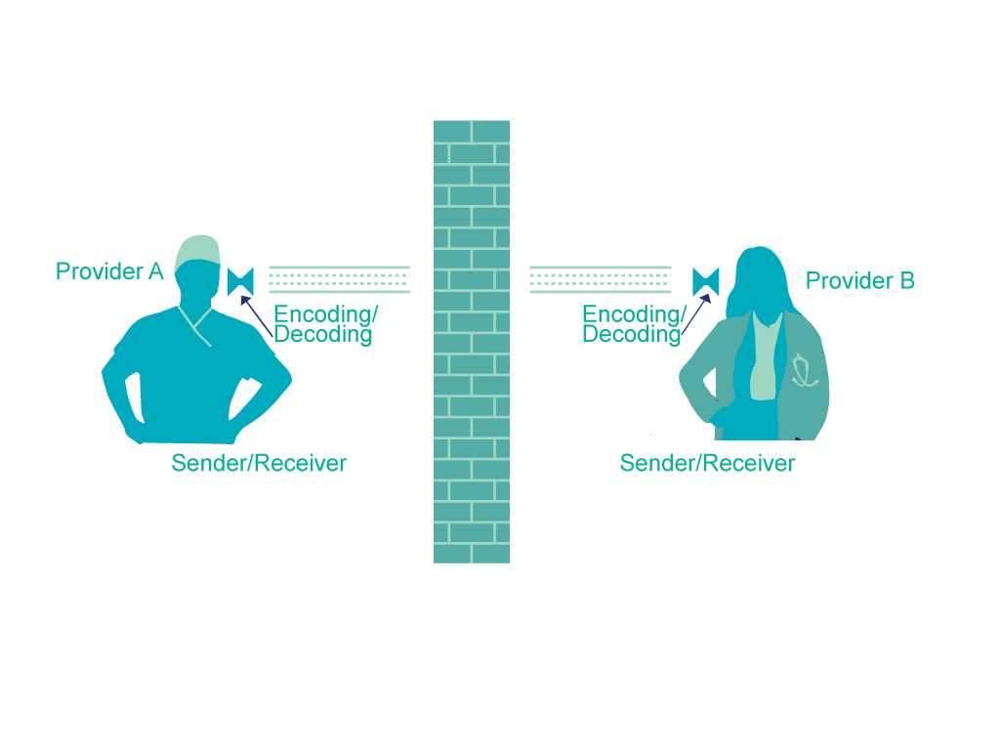 Provider A
Provider B
Encoding/
Decoding
Encoding/
Decoding
Sender/Receiver
Sender/Receiver